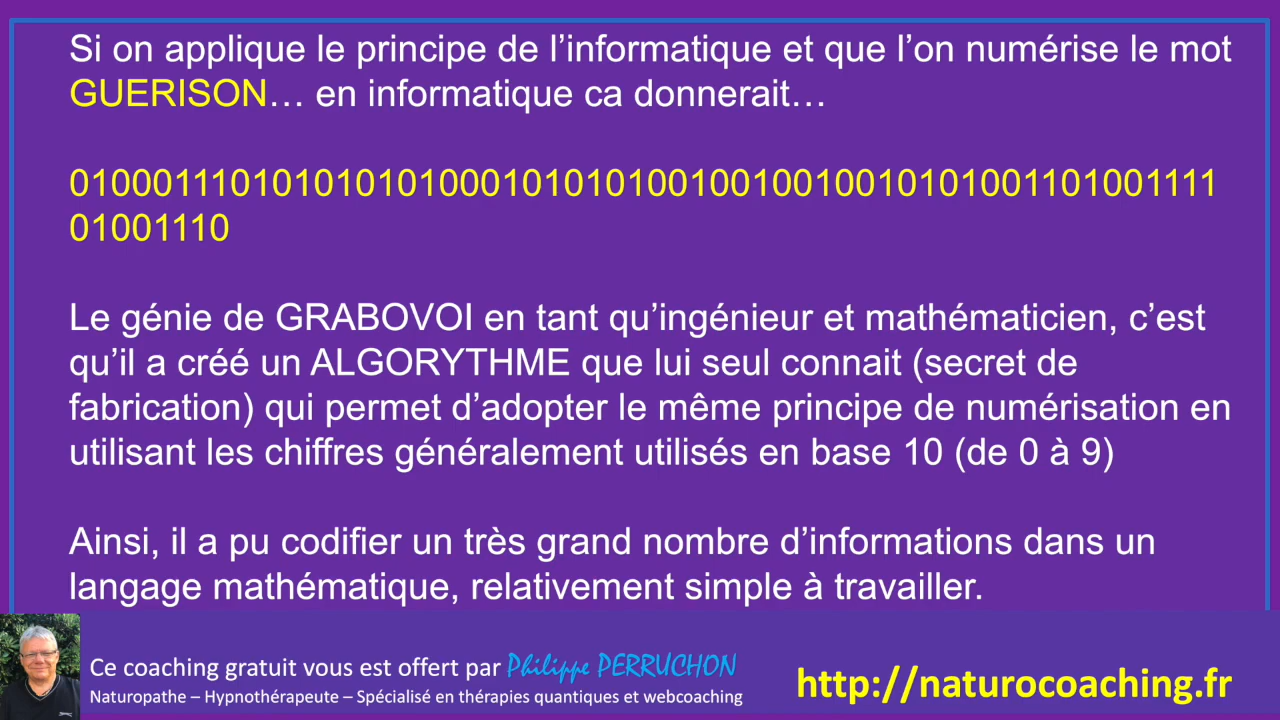 Si on applique le principe de l’informatique et que l’on numérise le mot
GUERISON… en informatique ca donnerait…
01000111010101010100010101010010010010010101001101001111
01001110
Le génie de GRABOVOI en tant qu’ingénieur et mathématicien, c’est
qu’il a créé un ALGORYTHME que lui seul connait (secret de
fabrication) qui permet d’adopter le même principe de numérisation en
utilisant les chiffres généralement utilisés en base 10 (de 0 à 9)
Ainsi, il a pu codifier un très grand nombre d’informations dans un
langage mathématique, relativement simple à travailler.
Ce coaching gratuit vous est offert par Philippe PERRUCHON
Naturopathe – Hypnothérapeute – Spécialisé en thérapies quantiques et webcoaching
http://naturocoaching.fr